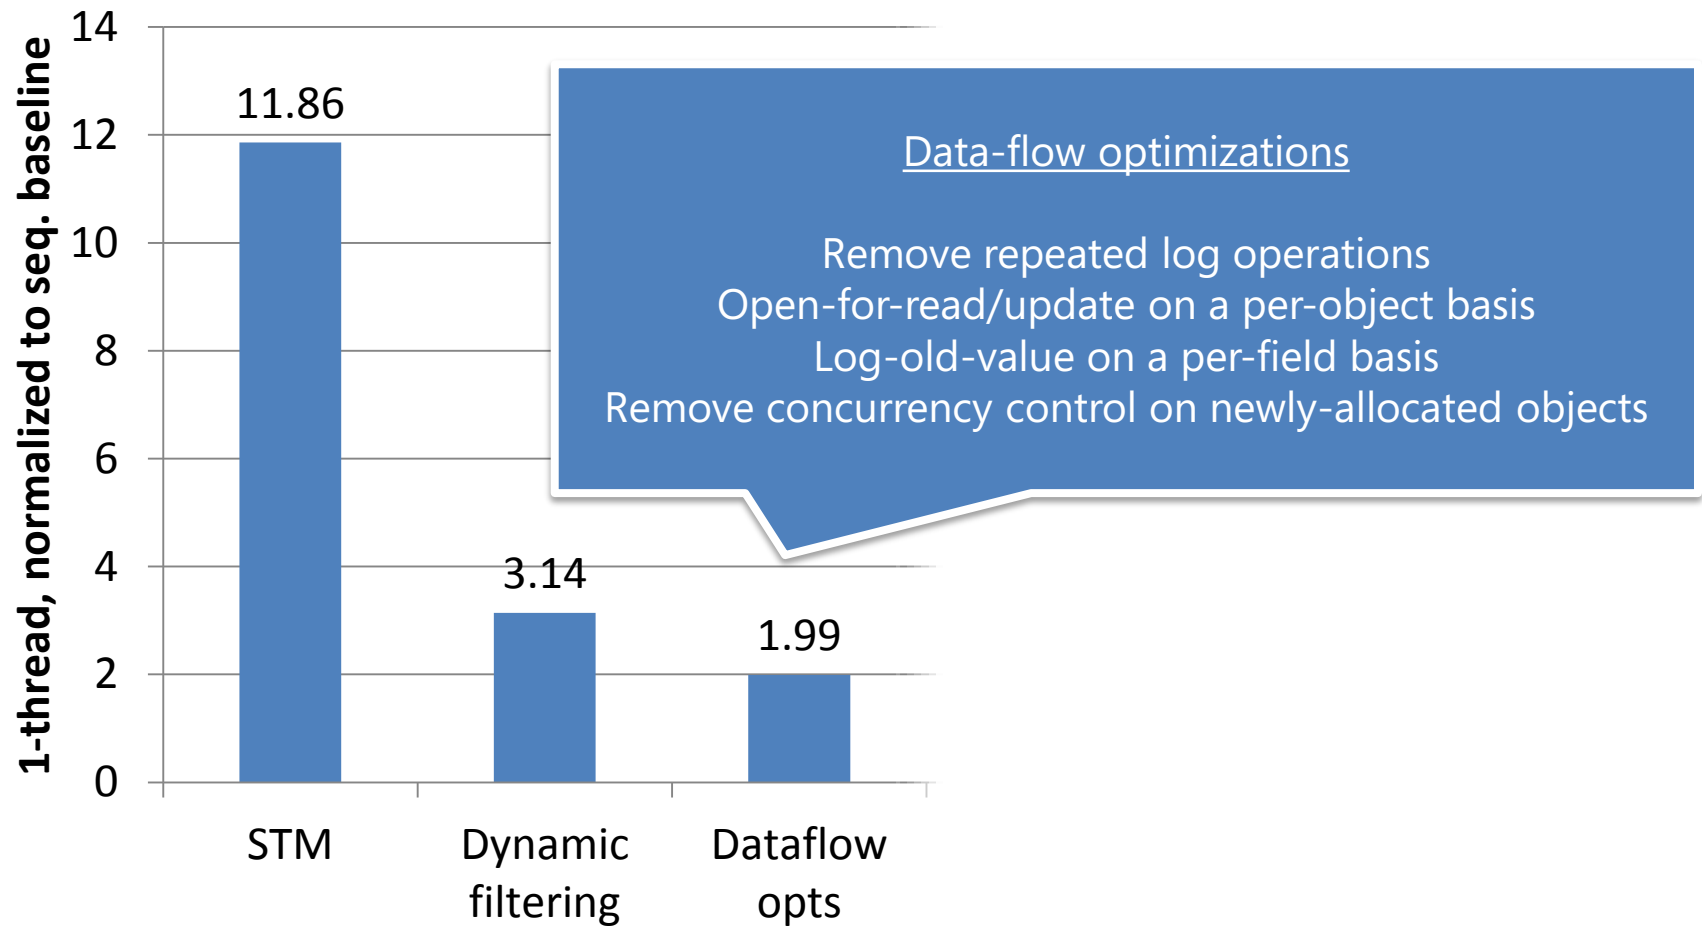 1-thread, normalized to seq. baseline
14
12
10
8
6
4
2
0
11.86
3.14
1.99
Data-flow optimizations
Remove repeated log operations
Open-for-read/update on a per-object basis
Log-old-value on a per-field basis
Remove concurrency control on newly-allocated objects
STM
Dynamic
filtering
Dataflow
opts